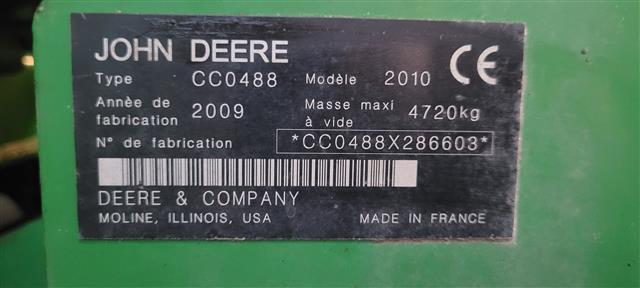 JOHN DEERE
Type CC0488 Modèle 2010 CE
Année de fabrication 2009 Masse maxi à vide 4720kg
N° de fabrication *CC0488X286603*
DEERE & COMPANY
MOLINE, ILLINOIS, USA MADE IN FRANCE